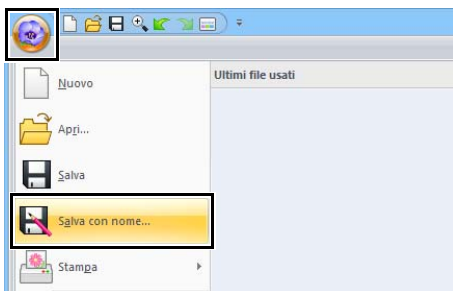 Nuovo
Ultimi file usati
Apri...
Salva
Salva con nome...
Stampa